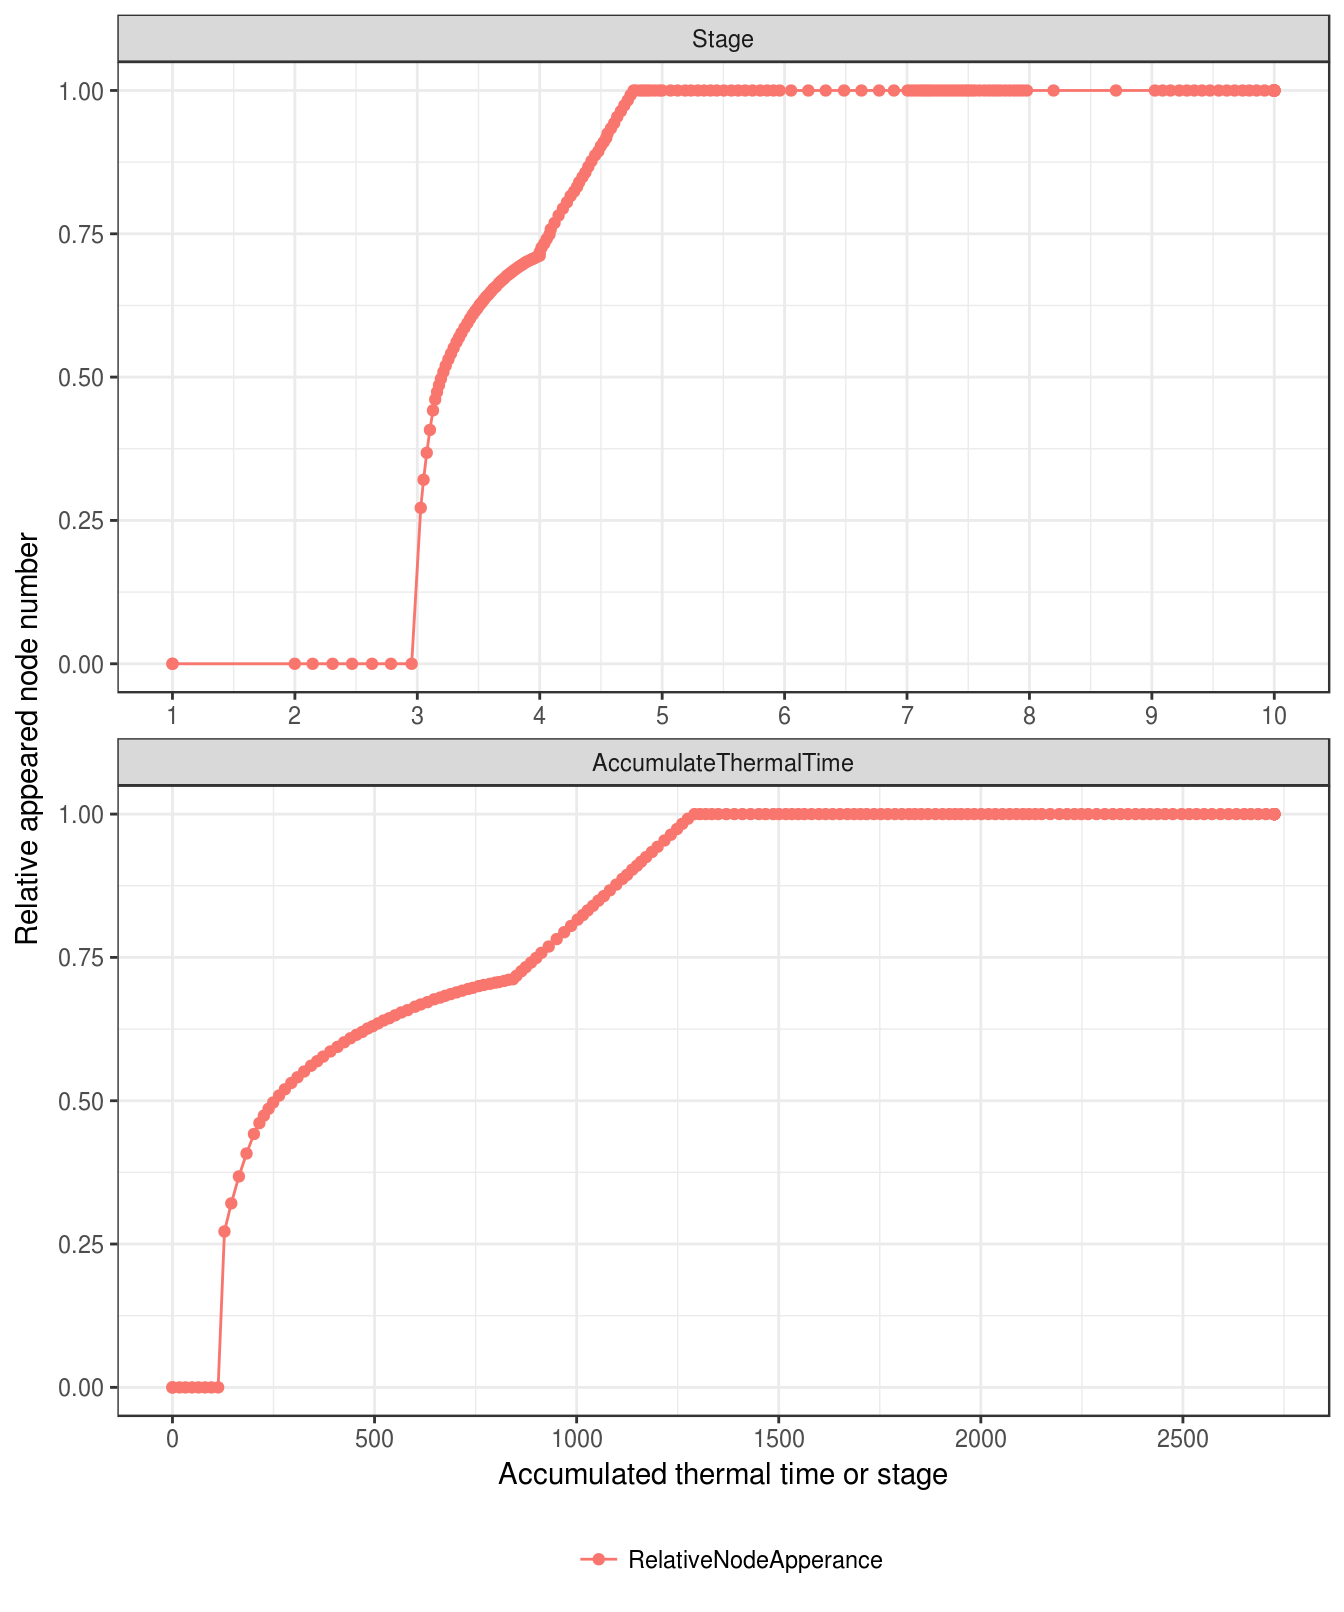 Stage
1.00
0.75
0.50
0.25
0.00
1 2 3 4 5 6 7 8 9 10
Relative appeared node number
AccumulateThermalTime
1.00
0.75
0.50
0.25
0.00
0 500 1000 1500 2000 2500
Accumulated thermal time or stage
RelativeNodeApperance